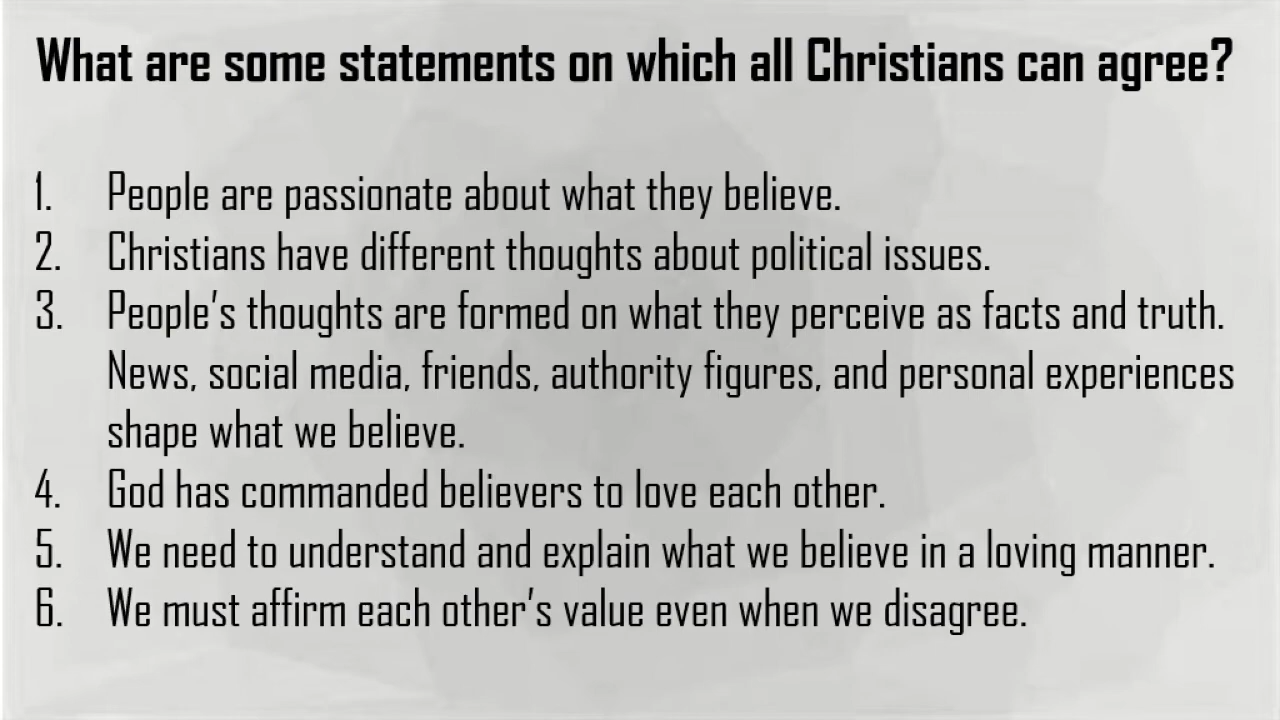 What are some statements on which all Christians can agree?
1. People are passionate about what they believe.
2. Christians have different thoughts about political issues.
3. People's thoughts are formed on what they perceive as facts and truth.
News, social media, friends, authority figures, and personal experiences
shape what we believe.
4. God has commanded believers to love each other.
5. We need to understand and explain what we believe in a loving manner.
6. We must affirm each other's value even when we disagree.